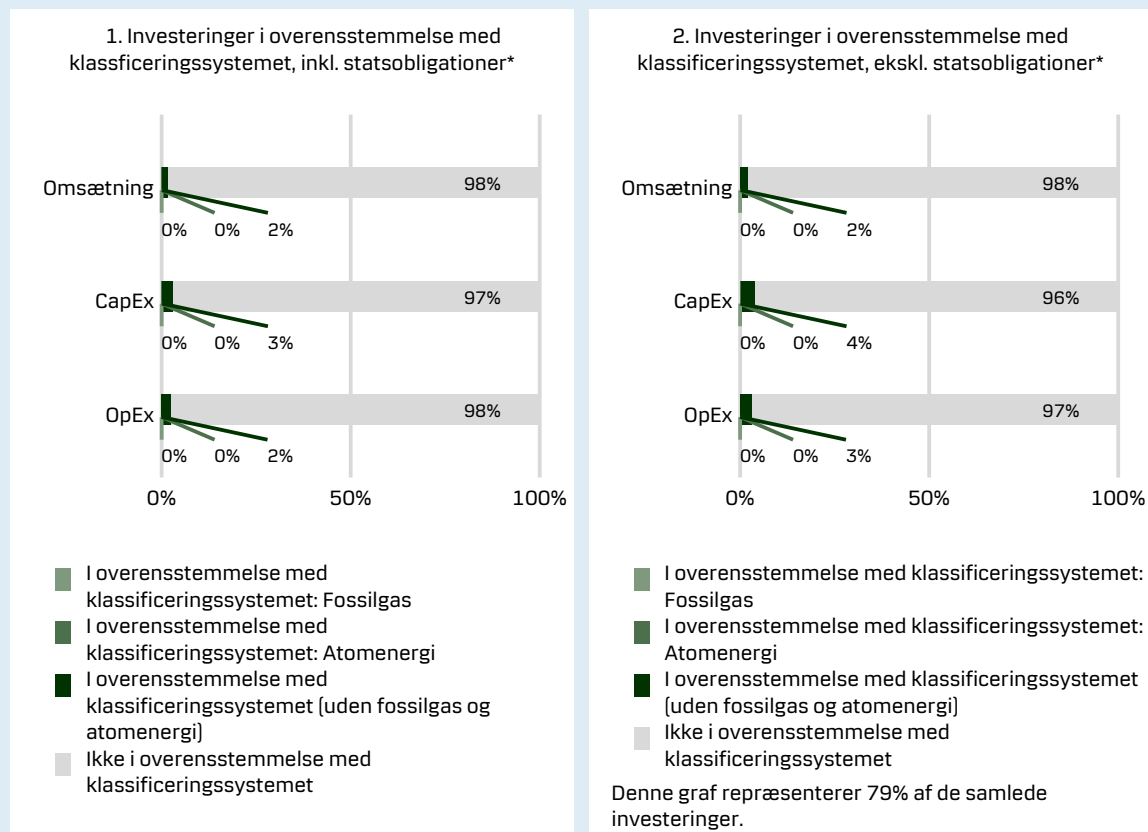 1. Investeringer i overensstemmelse med
klassficeringssystemet, inkl. statsobligationer*
Omsætning
98%
0% 0% 2%
CapEx
97%
0% 0% 3%
OpEx
98%
0% 0% 2%
0% 50% 100%
I overensstemmelse med
klassificeringssystemet: Fossilgas
I overensstemmelse med
klassificeringssystemet: Atomenergi
I overensstemmelse med
klassificeringssystemet (uden fossilgas og
atomenergi)
Ikke i overensstemmelse med
klassificeringssystemet
2. Investeringer i overensstemmelse med
klassificeringssystemet, ekskl. statsobligationer*
Omsætning
98%
0% 0% 2%
CapEx
96%
0% 0% 4%
OpEx
97%
0% 0% 3%
0% 50% 100%
I overensstemmelse med klassificeringssystemet:
Fossilgas
I overensstemmelse med klassificeringssystemet:
Atomenergi
I overensstemmelse med klassificeringssystemet
(uden fossilgas og atomenergi)
Ikke i overensstemmelse med
klassificeringssystemet
Denne graf repræsenterer 79% af de samlede
investeringer.